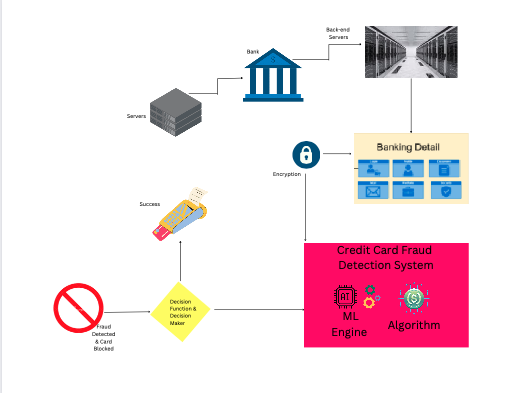 Back-end
Servers
Bank
Servers
Banking Detail
Encryption
Success
Credit Card Fraud
Detection System
AI
ML
Engine
Algorithm
Decision
Function &
Decision
Maker
Fraud
Detected
& Card
Blocked